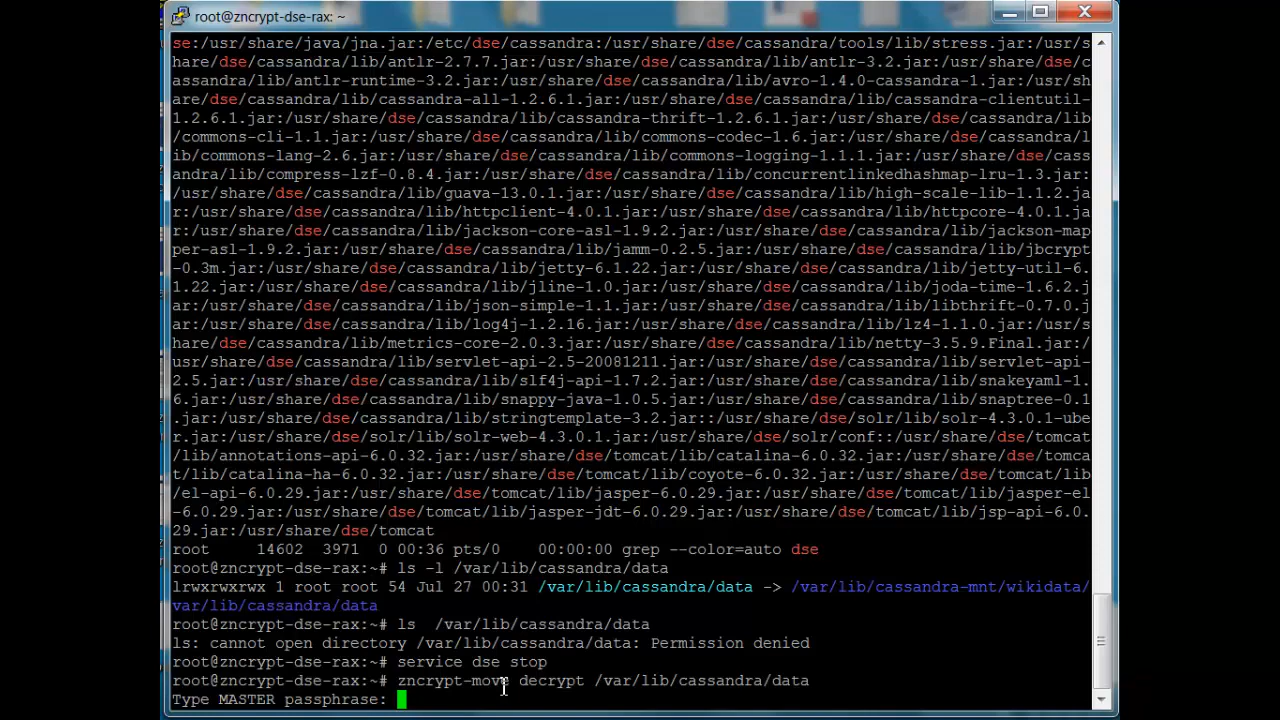 root@zncrypt-dse-rax: ~
se:/usr/share/java/jna.jar:/etc/dse/cassandra:/usr/share/dse/cassandra/tools/lib/stress.jar:/usr/s
hare/dse/cassandra/lib/antlr-2.7.7.jar:/usr/share/dse/cassandra/lib/antlr-3.2.jar:/usr/share/dse/c
assandra/lib/antlr-runtime-3.2.jar:/usr/share/dse/cassandra/lib/avro-1.4.0-cassandra-1.jar:/usr/sh
are/dse/cassandra/lib/cassandra-all-1.2.6.1.jar:/usr/share/dse/cassandra/lib/cassandra-clientutil-
1.2.6.1.jar:/usr/share/dse/cassandra/lib/cassandra-thrift-1.2.6.1.jar:/usr/share/dse/cassandra/lib
/commons-cli-1.1.jar:/usr/share/dse/cassandra/lib/commons-codec-1.6.jar:/usr/share/dse/cassandra/l
ib/commons-lang-2.6.jar:/usr/share/dse/cassandra/lib/commons-logging-1.1.1.jar:/usr/share/dse/cass
andra/lib/compress-lzf-0.8.4.jar:/usr/share/dse/cassandra/lib/concurrentlinkedhashmap-lru-1.3.jar:
/usr/share/dse/cassandra/lib/guava-13.0.1.jar:/usr/share/dse/cassandra/lib/high-scale-lib-1.1.2.ja
r:/usr/share/dse/cassandra/lib/httpclient-4.0.1.jar:/usr/share/dse/cassandra/lib/httpcore-4.0.1.ja
r:/usr/share/dse/cassandra/lib/jackson-core-asl-1.9.2.jar:/usr/share/dse/cassandra/lib/jackson-map
per-asl-1.9.2.jar:/usr/share/dse/cassandra/lib/jamm-0.2.5.jar:/usr/share/dse/cassandra/lib/jbcrypt
-0.3m.jar:/usr/share/dse/cassandra/lib/jetty-6.1.22.jar:/usr/share/dse/cassandra/lib/jetty-util-6.
1.22.jar:/usr/share/dse/cassandra/lib/jline-1.0.jar:/usr/share/dse/cassandra/lib/joda-time-1.6.2.j
ar:/usr/share/dse/cassandra/lib/json-simple-1.1.jar:/usr/share/dse/cassandra/lib/libthrift-0.7.0.j
ar:/usr/share/dse/cassandra/lib/log4j-1.2.16.jar:/usr/share/dse/cassandra/lib/lz4-1.1.0.jar:/usr/s
hare/dse/cassandra/lib/metrics-core-2.0.3.jar:/usr/share/dse/cassandra/lib/netty-3.5.9.Final.jar:/
usr/share/dse/cassandra/lib/servlet-api-2.5-20081211.jar:/usr/share/dse/cassandra/lib/servlet-api-
2.5.jar:/usr/share/dse/cassandra/lib/slf4j-api-1.7.2.jar:/usr/share/dse/cassandra/lib/snakeyaml-1.
6.jar:/usr/share/dse/cassandra/lib/snappy-java-1.0.5.jar:/usr/share/dse/cassandra/lib/snaptree-0.1
.jar:/usr/share/dse/cassandra/lib/stringtemplate-3.2.jar::/usr/share/dse/solr/lib/solr-4.3.0.1-ube
r.jar:/usr/share/dse/solr/lib/solr-web-4.3.0.1.jar:/usr/share/dse/solr/conf::/usr/share/dse/tomcat
/lib/annotations-api-6.0.32.jar:/usr/share/dse/tomcat/lib/catalina-6.0.32.jar:/usr/share/dse/tomca
t/lib/catalina-ha-6.0.32.jar:/usr/share/dse/tomcat/lib/coyote-6.0.32.jar:/usr/share/dse/tomcat/lib
/el-api-6.0.29.jar:/usr/share/dse/tomcat/lib/jasper-6.0.29.jar:/usr/share/dse/tomcat/lib/jasper-el
-6.0.29.jar:/usr/share/dse/tomcat/lib/jasper-jdt-6.0.29.jar:/usr/share/dse/tomcat/lib/jsp-api-6.0.
29.jar:/usr/share/dse/tomcat
root     14602  3971  0 00:36 pts/0    00:00:00 grep --color=auto dse
root@zncrypt-dse-rax:~# ls -l /var/lib/cassandra/data
lrwxrwxrwx 1 root root 54 Jul 27 00:31 /var/lib/cassandra/data -> /var/lib/cassandra-mnt/wikidata/
var/lib/cassandra/data
root@zncrypt-dse-rax:~# ls  /var/lib/cassandra/data
ls: cannot open directory /var/lib/cassandra/data: Permission denied
root@zncrypt-dse-rax:~# service dse stop
root@zncrypt-dse-rax:~# zncrypt-move decrypt /var/lib/cassandra/data
Type MASTER passphrase: